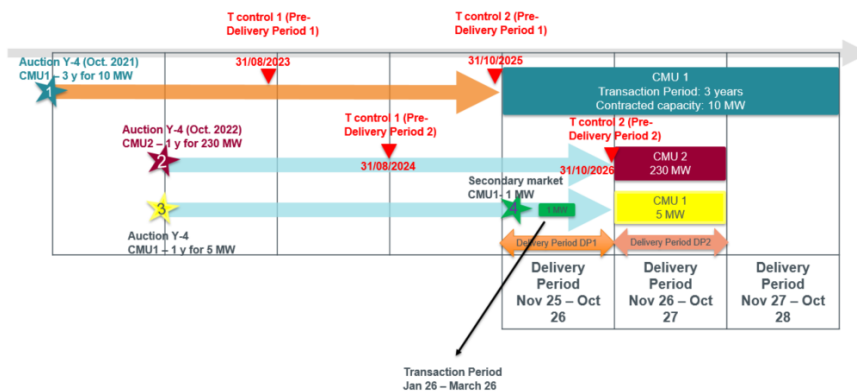 T control 1 (Pre-
Delivery Period 1)
T control 2 (Pre-
Delivery Period 1)
Auction Y-4 (Oct. 2021)
CMU1 – 3 y for 10 MW
31/08/2023
31/10/2025
1
CMU 1
Transaction Period: 3 years
Contracted capacity: 10 MW
Auction Y-4 (Oct. 2022)
CMU2 – 1 y for 230 MW
T control 1 (Pre-
Delivery Period 2)
T control 2 (Pre-
Delivery Period 2)
2
31/08/2024
31/10/2026
CMU 2
230 MW
Secondary market
CMU1- 1 MW
3
4
1 MW
CMU 1
5 MW
Auction Y-4
CMU1 – 1 y for 5 MW
Delivery Period DP1
Delivery Period DP2
Delivery
Period
Nov 25 – Oct
26
Delivery
Period
Nov 26 – Oct
27
Delivery
Period
Nov 27 – Oct
28
Transaction Period
Jan 26 – March 26